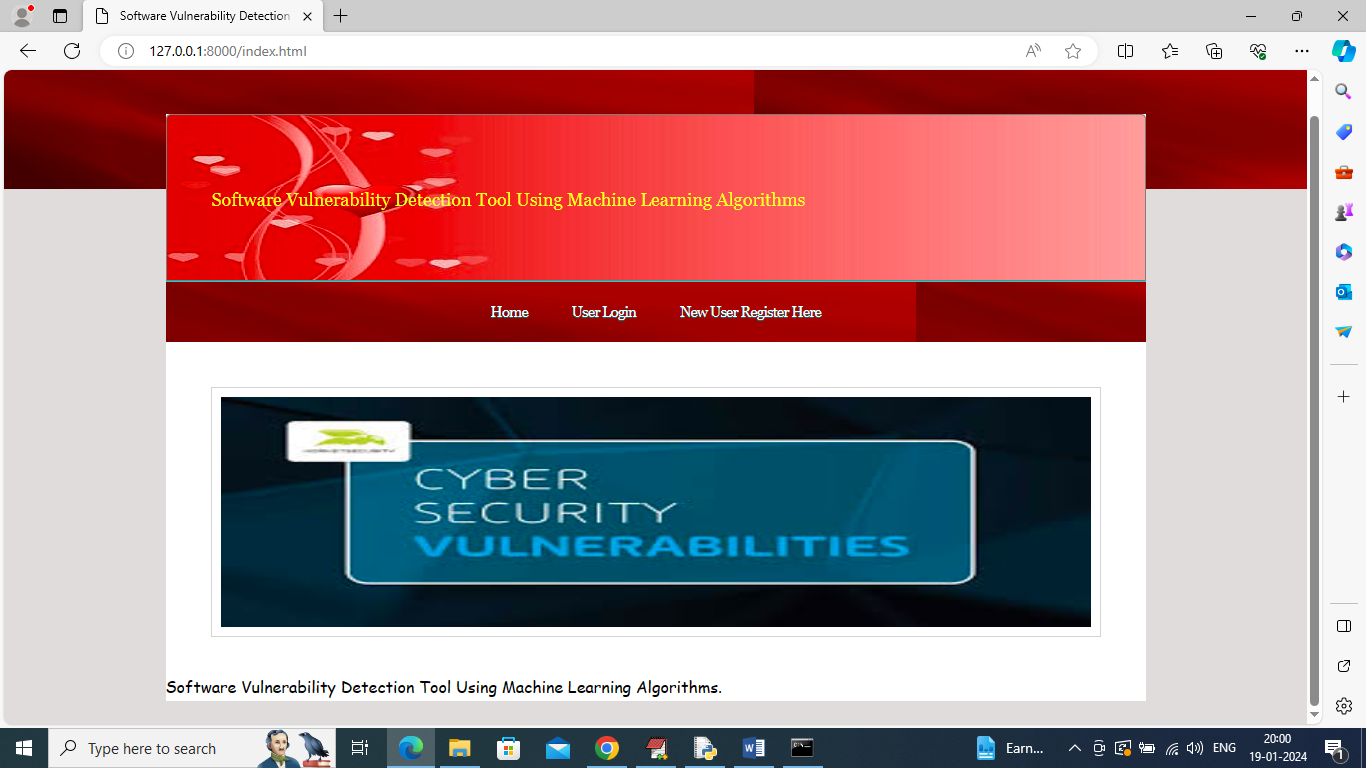 Software Vulnerability Detection
127.0.0.1:8000/index.html
Software Vulnerability Detection Tool Using Machine Learning Algorithms
Home User Login New User Register Here
CYBER
SECURITY
VULNERABILITIES
Software Vulnerability Detection Tool Using Machine Learning Algorithms.
Type here to search
Earn...
ENG
20:00
19-01-2024
1